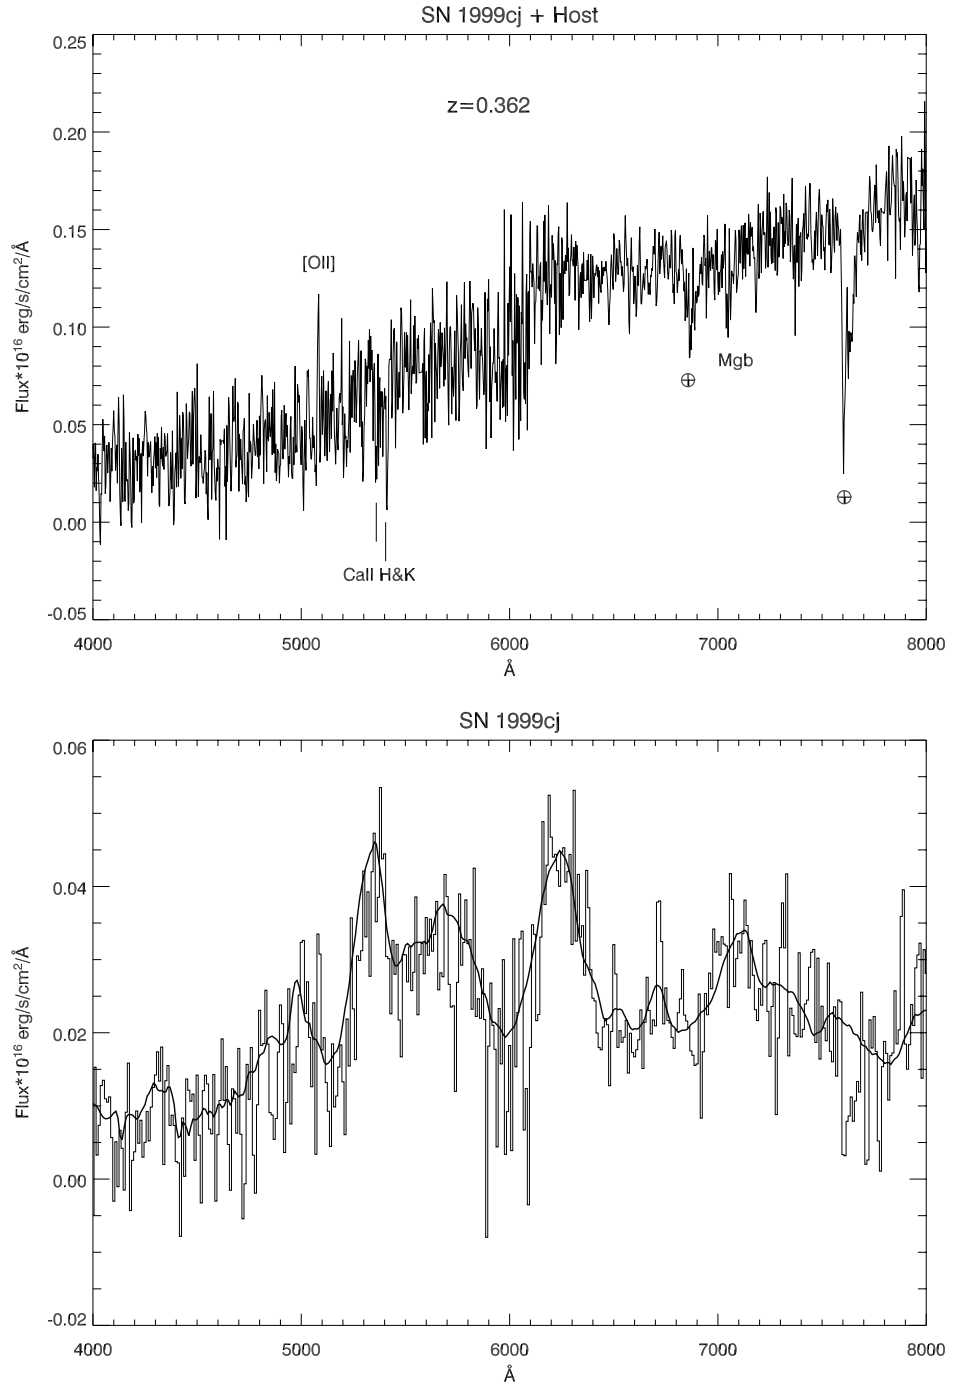 SN 1999cj + Host
0.25
0.20
0.15
0.10
0.05
0.00
-0.05
Flux*10¹⁶ erg/s/cm²/Å
z=0.362
[OII]
Mgb
⊕
⊕
CaII H&K
4000 5000 6000 7000 8000
Å
SN 1999cj
0.06
0.04
0.02
0.00
-0.02
Flux*10¹⁶ erg/s/cm²/Å
4000 5000 6000 7000 8000
Å